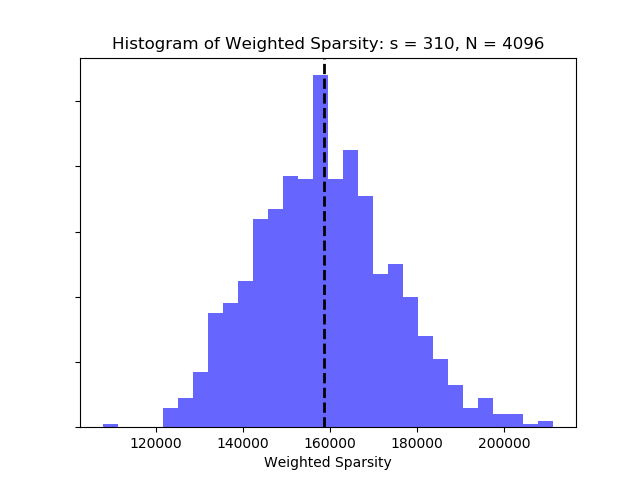 Histogram of Weighted Sparsity: s = 310, N = 4096
120000 140000 160000 180000 200000
Weighted Sparsity